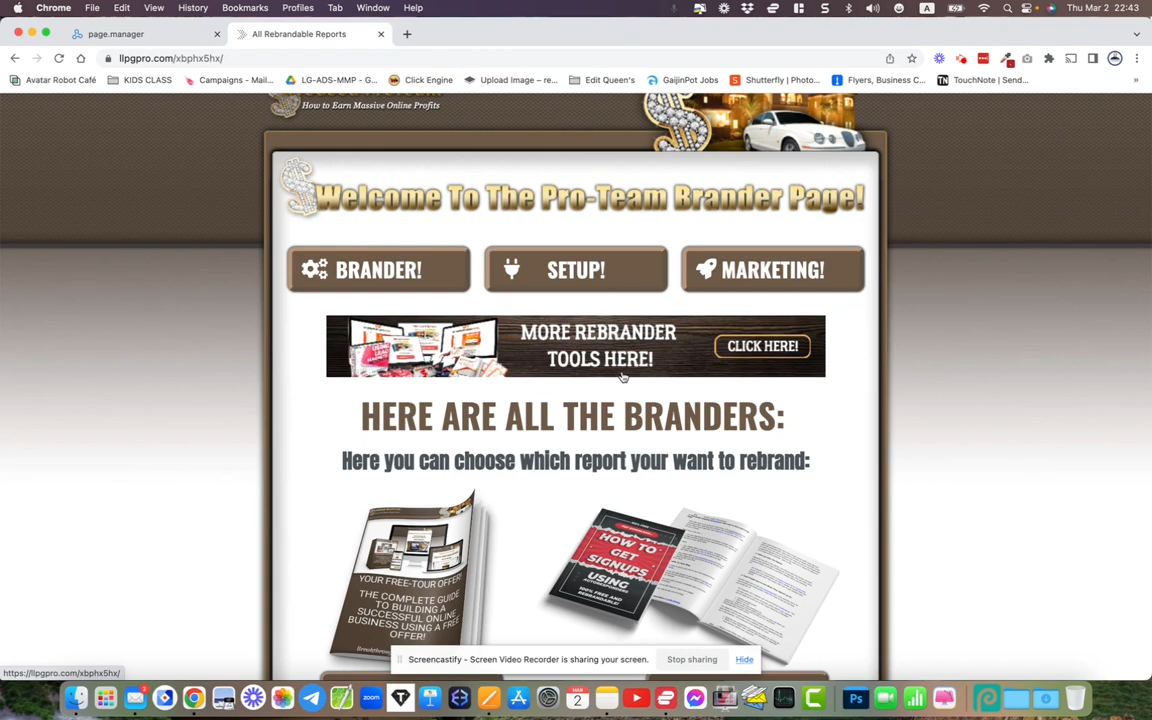 Chrome File Edit View History Bookmarks Profiles Tab Window Help A Thu Mar 2 22:43
page.manager All Rebrandable Reports
llpgpro.com/xbphx5hx/
Avatar Robot Café KIDS CLASS Campaigns - Mail... LG-ADS-MMP - G... Click Engine Upload Image – re... Edit Queen's GaijinPot Jobs Shutterfly | Photo... Flyers, Business C... TouchNote | Send...
How to Earn Massive Online Profits
Welcome To The Pro-Team Brander Page!
BRANDER! SETUP! MARKETING!
MORE REBRANDER
TOOLS HERE!
CLICK HERE!
HERE ARE ALL THE BRANDERS:
Here you can choose which report your want to rebrand:
YOUR FREE-TOUR OFFER!
THE COMPLETE GUIDE
TO BUILDING A
SUCCESSFUL ONLINE
BUSINESS USING A FREE
OFFER!
HOW TO
GET
SIGNUPS
USING
AUTORESPONDERS
100% FREE AND
REBRANDABLE!
Screencastify - Screen Video Recorder is sharing your screen. Stop sharing Hide
https://llpgpro.com/xbphx5hx/